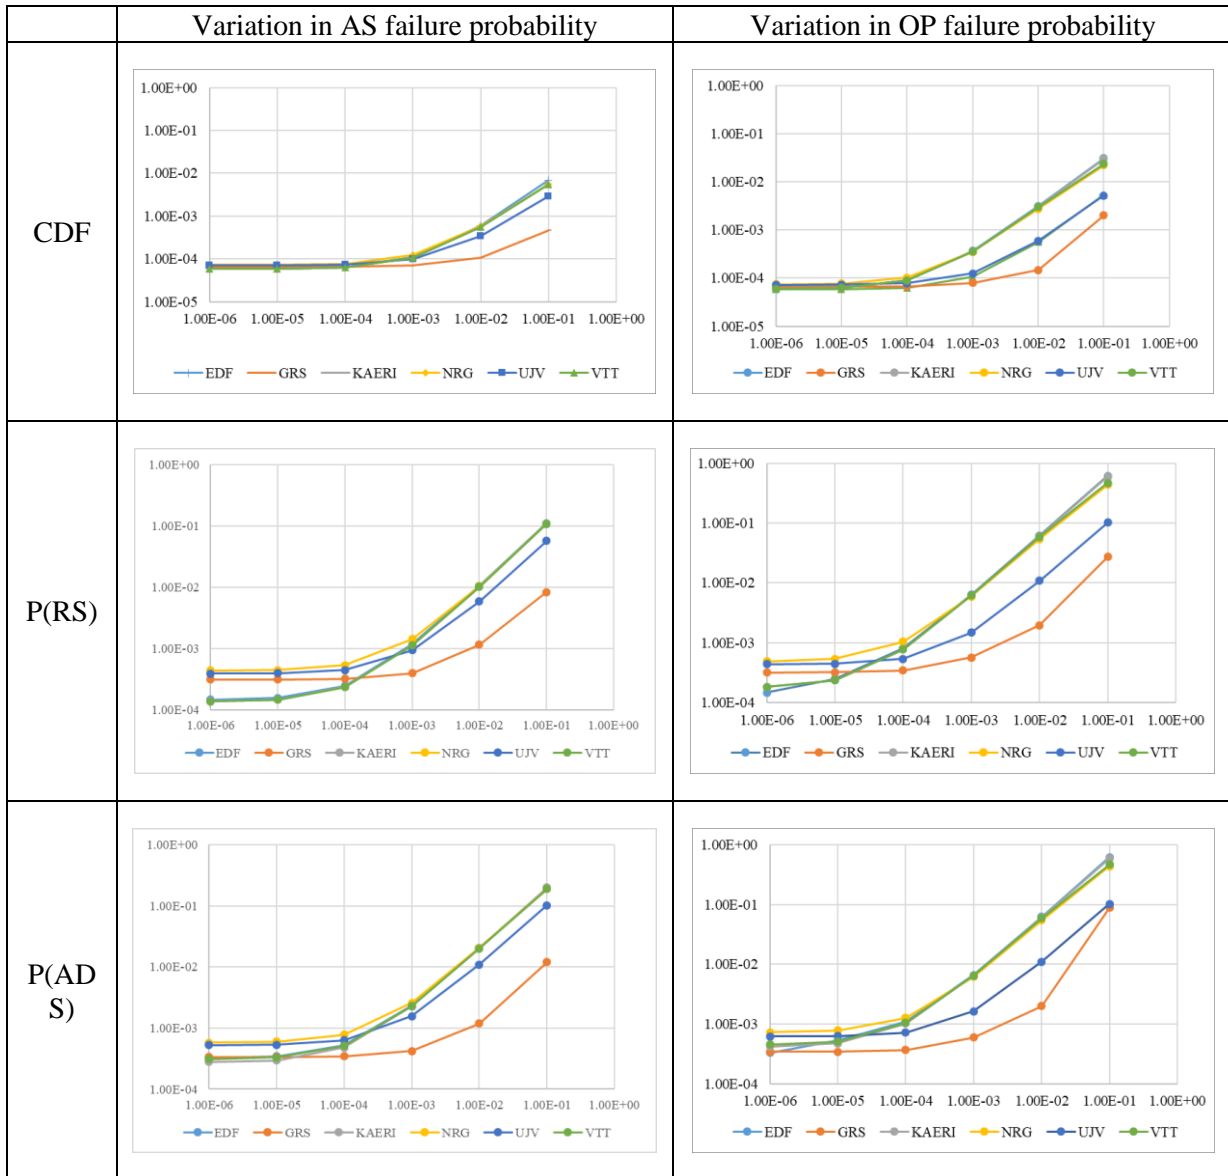 Variation in AS failure probability
Variation in OP failure probability
CDF
1.00E+00
1.00E-01
1.00E-02
1.00E-03
1.00E-04
1.00E-05
1.00E-06 1.00E-05 1.00E-04 1.00E-03 1.00E-02 1.00E-01 1.00E+00
EDF GRS KAERI NRG UJV VTT
1.00E+00
1.00E-01
1.00E-02
1.00E-03
1.00E-04
1.00E-05
1.00E-06 1.00E-05 1.00E-04 1.00E-03 1.00E-02 1.00E-01 1.00E+00
EDF GRS KAERI NRG UJV VTT
P(RS)
1.00E+00
1.00E-01
1.00E-02
1.00E-03
1.00E-04
1.00E-06 1.00E-05 1.00E-04 1.00E-03 1.00E-02 1.00E-01 1.00E+00
EDF GRS KAERI NRG UJV VTT
1.00E+00
1.00E-01
1.00E-02
1.00E-03
1.00E-04
1.00E-06 1.00E-05 1.00E-04 1.00E-03 1.00E-02 1.00E-01 1.00E+00
EDF GRS KAERI NRG UJV VTT
P(AD
S)
1.00E+00
1.00E-01
1.00E-02
1.00E-03
1.00E-04
1.00E-06 1.00E-05 1.00E-04 1.00E-03 1.00E-02 1.00E-01 1.00E+00
EDF GRS KAERI NRG UJV VTT
1.00E+00
1.00E-01
1.00E-02
1.00E-03
1.00E-04
1.00E-06 1.00E-05 1.00E-04 1.00E-03 1.00E-02 1.00E-01 1.00E+00
EDF GRS KAERI NRG UJV VTT